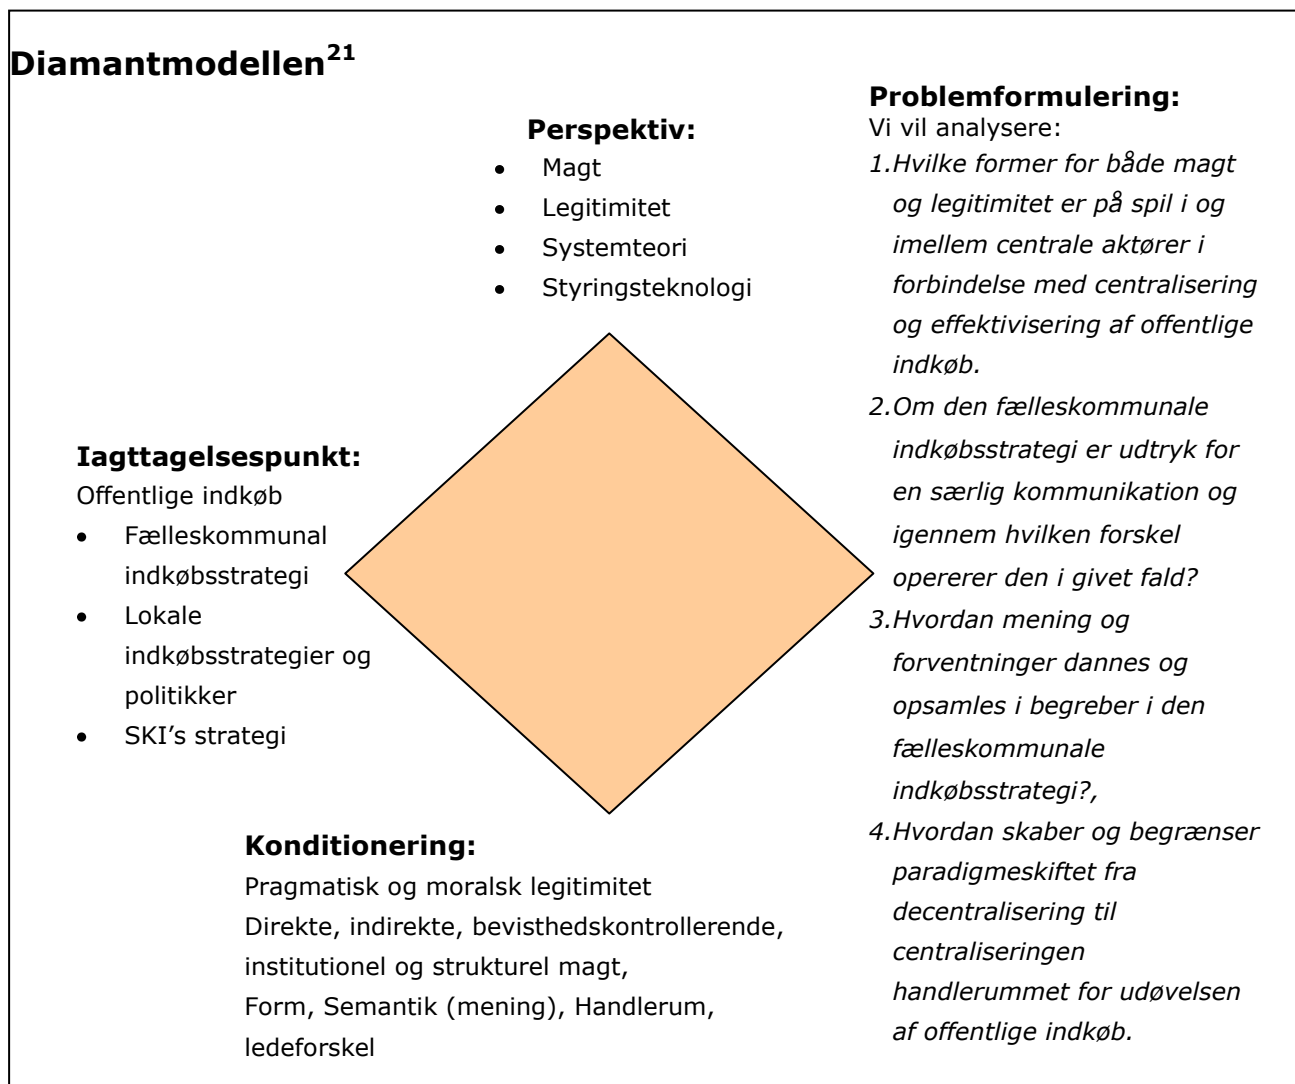 Diamantmodellen21
Perspektiv:
• Magt
• Legitimitet
• Systemteori
• Styringsteknologi
Problemformulering:
Vi vil analysere:
1.Hvilke former for både magt
og legitimitet er på spil i og
imellem centrale aktører i
forbindelse med centralisering
og effektivisering af offentlige
indkøb.
2.Om den fælleskommunale
indkøbsstrategi er udtryk for
en særlig kommunikation og
igennem hvilken forskel
opererer den i givet fald?
3.Hvordan mening og
forventninger dannes og
opsamles i begreber i den
fælleskommunale
indkøbsstrategi?,
4.Hvordan skaber og begrænser
paradigmeskiftet fra
decentralisering til
centraliseringen
handlerummet for udøvelsen
af offentlige indkøb.
Iagttagelsespunkt:
Offentlige indkøb
• Fælleskommunal
indkøbsstrategi
• Lokale
indkøbsstrategier og
politikker
• SKI’s strategi
Konditionering:
Pragmatisk og moralsk legitimitet
Direkte, indirekte, bevisthedskontrollerende,
institutionel og strukturel magt,
Form, Semantik (mening), Handlerum,
ledeforskel